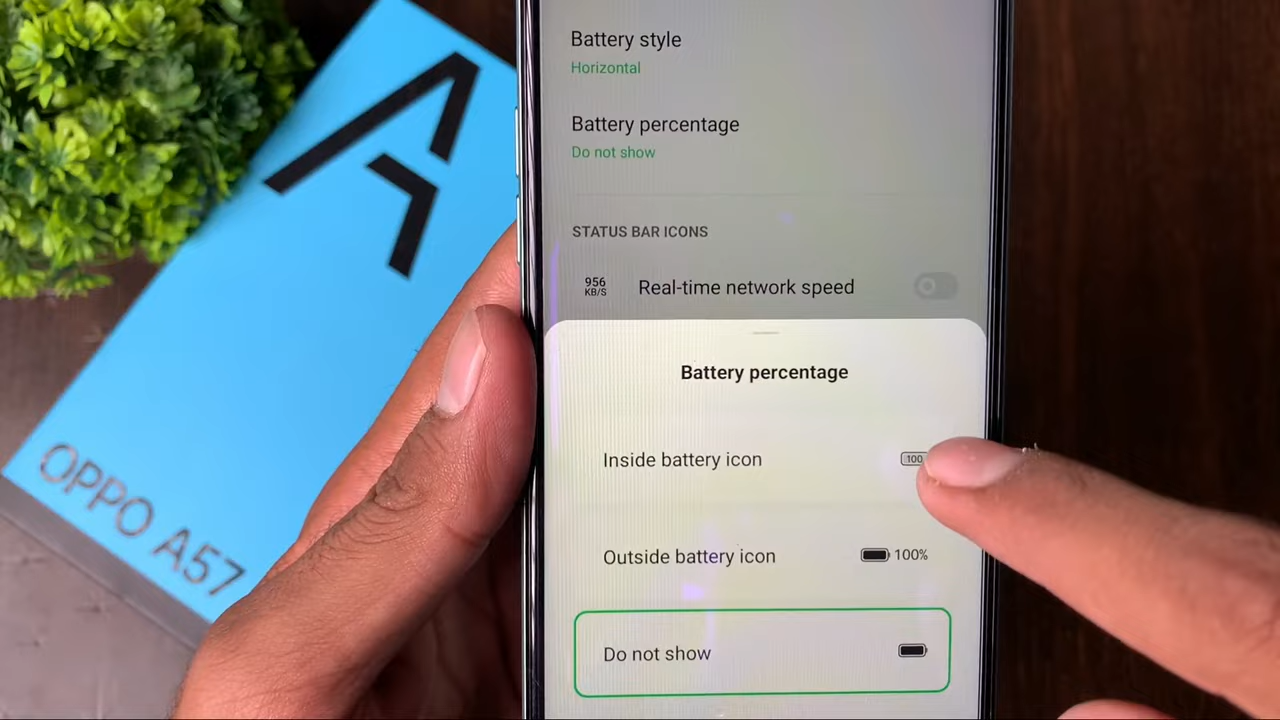 Battery style
Horizontal
Battery percentage
Do not show
STATUS BAR ICONS
956
KB/S
Real-time network speed
Battery percentage
Inside battery icon
100
Outside battery icon
100%
Do not show
A
OPPO A57